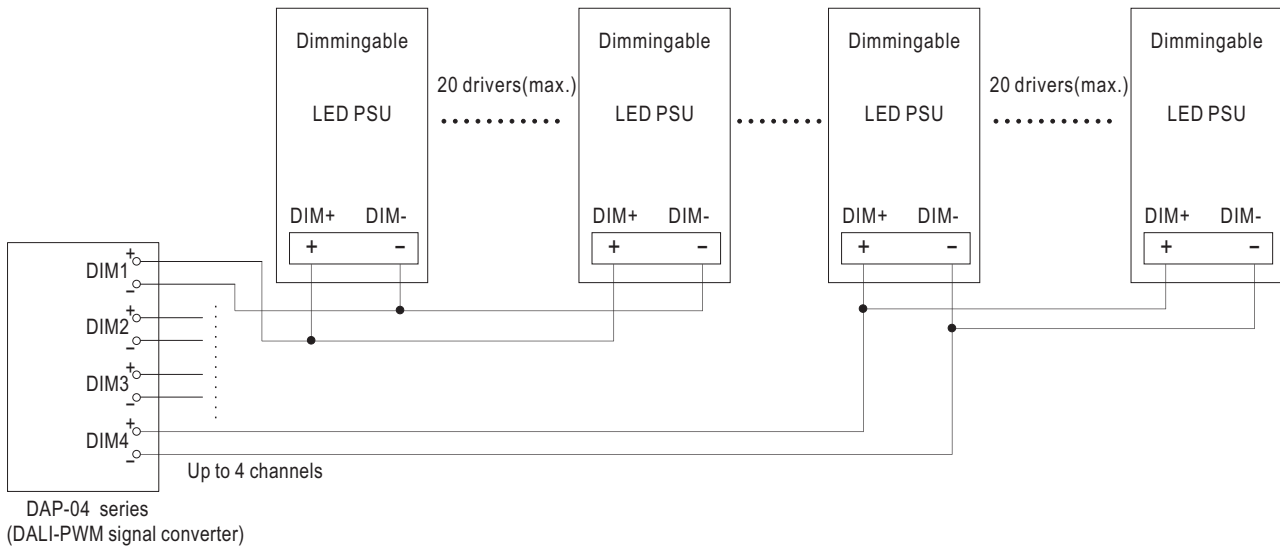 Dimmingable
LED PSU
DIM+ DIM-
+ −
20 drivers(max.)
Dimmingable
LED PSU
DIM+ DIM-
+ −
Dimmingable
LED PSU
DIM+ DIM-
+ −
20 drivers(max.)
Dimmingable
LED PSU
DIM+ DIM-
+ −
DIM1
+
−
DIM2
+
−
DIM3
+
−
DIM4
+
−
Up to 4 channels
DAP-04 series
(DALI-PWM signal converter)